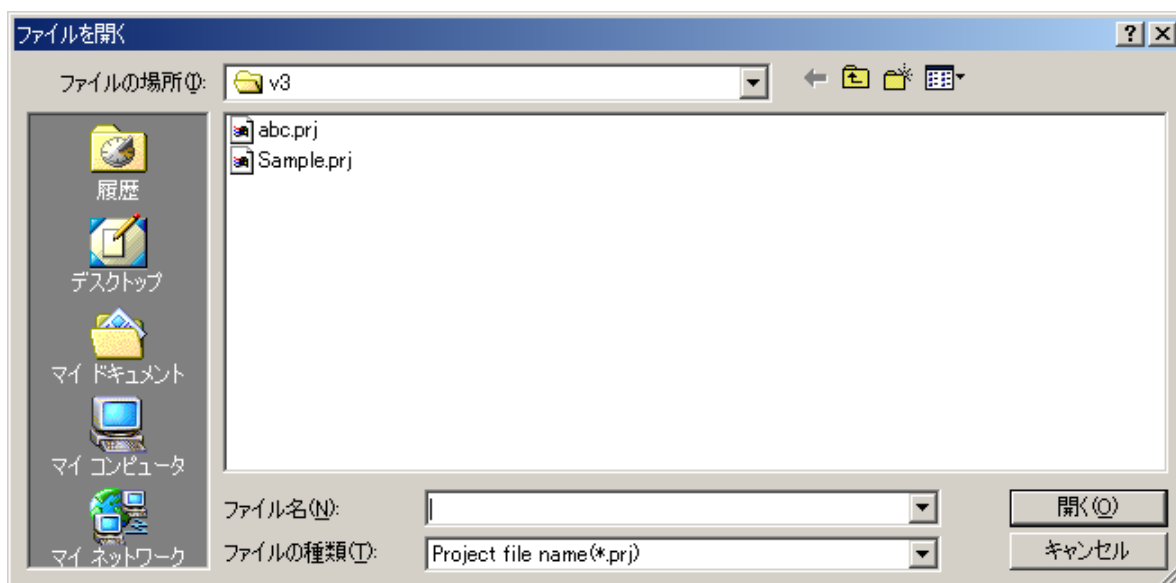 ファイルを開く
ファイルの場所(I):
v3
abc.prj
Sample.prj
履歴
デスクトップ
マイ ドキュメント
マイ コンピュータ
マイ ネットワーク
ファイル名(N):
開く(O)
ファイルの種類(T):
Project file name(*.prj)
キャンセル